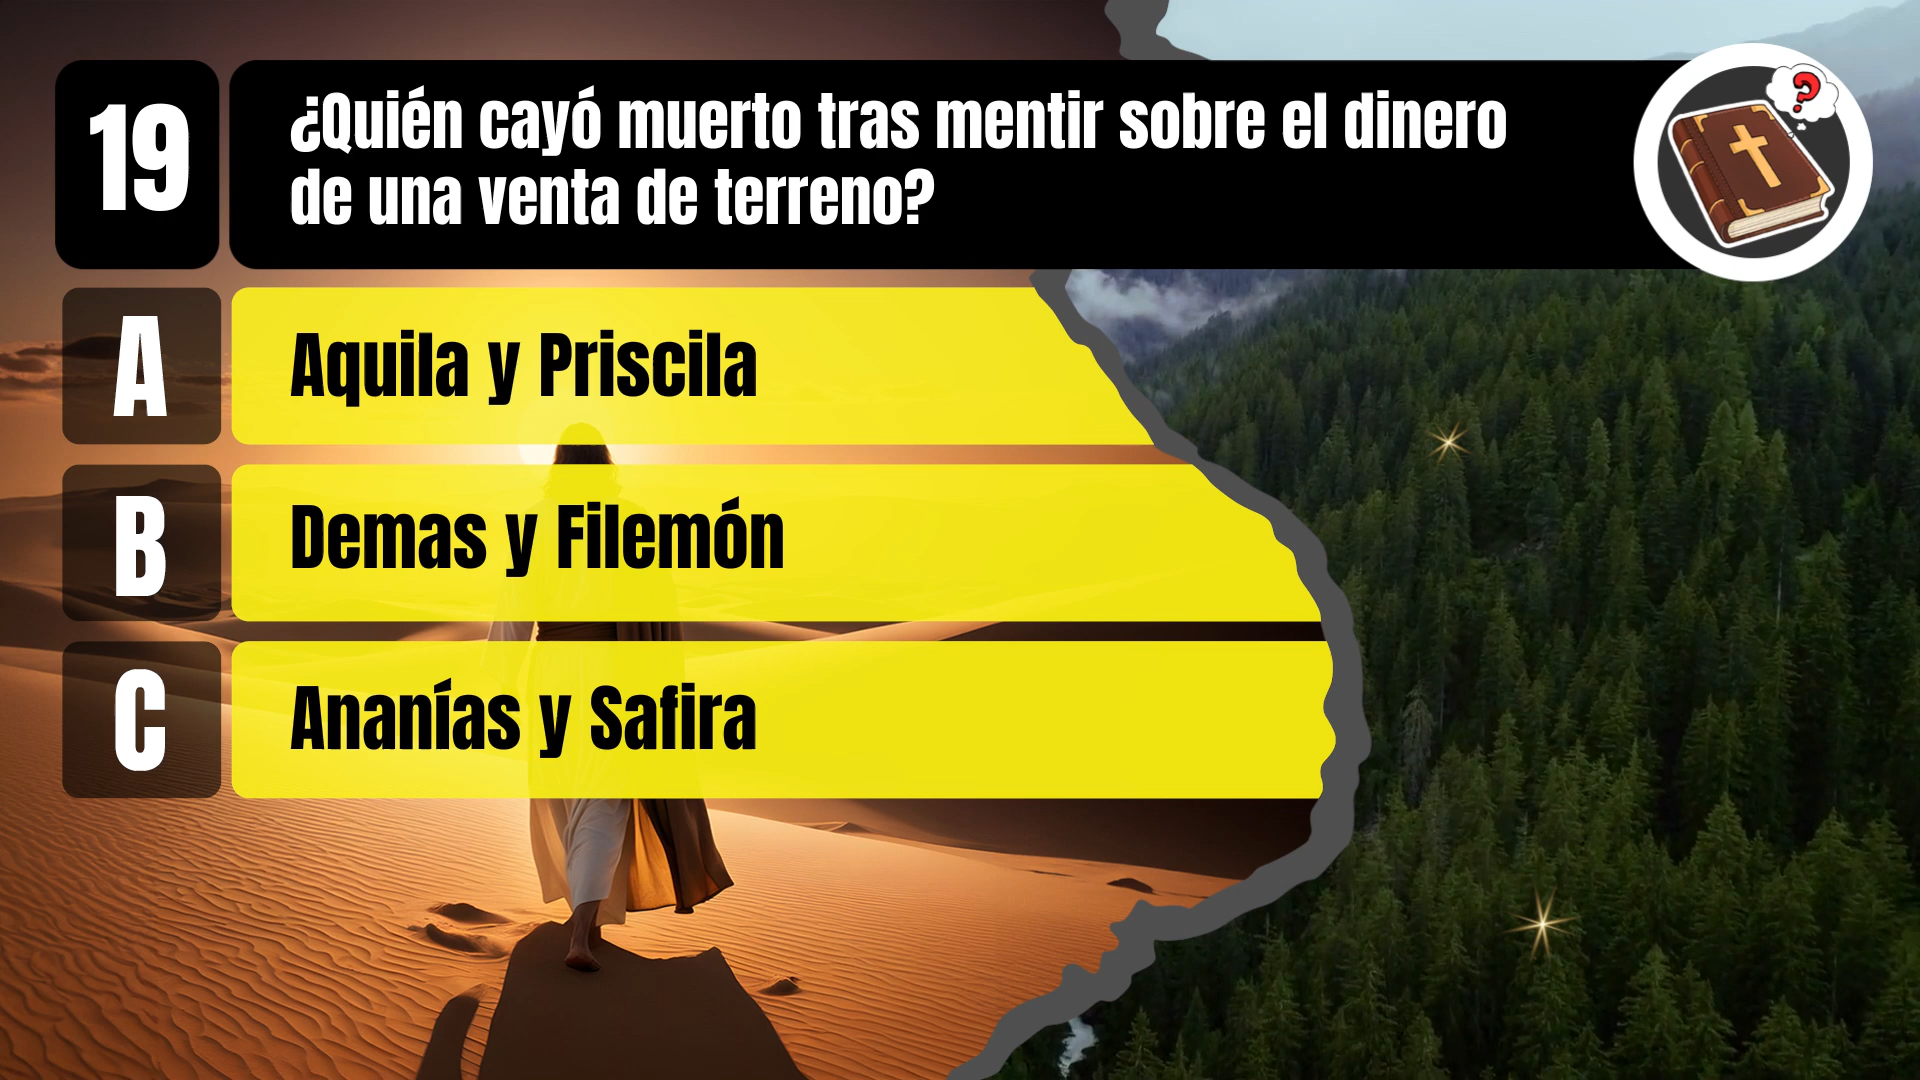 19
¿Quién cayó muerto tras mentir sobre el dinero
de una venta de terreno?
A
Aquila y Priscila
B
Demas y Filemón
C
Ananías y Safira